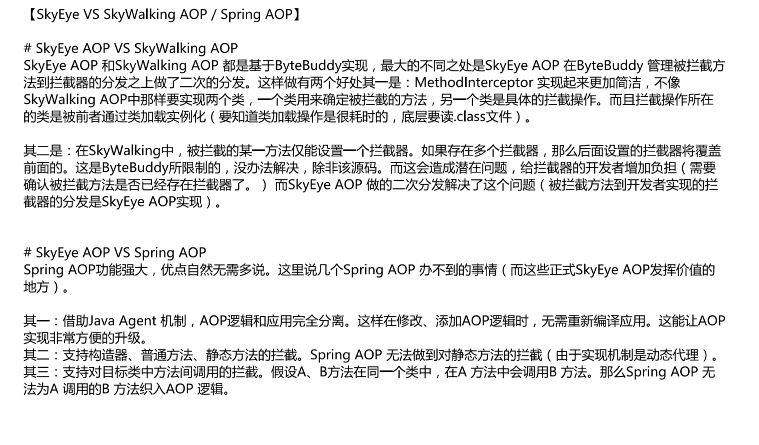 【SkyEye VS SkyWalking AOP / Spring AOP】
# SkyEye AOP VS SkyWalking AOP
SkyEye AOP 和SkyWalking AOP 都是基于ByteBuddy实现，最大的不同之处是SkyEye AOP 在ByteBuddy 管理被拦截方
法到拦截器的分发之上做了二次的分发。这样做有两个好处其一是：MethodInterceptor 实现起来更加简洁，不像
SkyWalking AOP中那样要实现两个类，一个类用来确定被拦截的方法，另一个类是具体的拦截操作。而且拦截操作所在
的类是被前者通过类加载实例化（要知道类加载操作是很耗时的，底层要读.class文件）。
其二是：在SkyWalking中，被拦截的某一方法仅能设置一个拦截器。如果存在多个拦截器，那么后面设置的拦截器将覆盖
前面的。这是ByteBuddy所限制的，没办法解决，除非该源码。而这会造成潜在问题，给拦截器的开发者增加负担（需要
确认被拦截方法是否已经存在拦截器了。）而SkyEye AOP 做的二次分发解决了这个问题（被拦截方法到开发者实现的拦
截器的分发是SkyEye AOP实现）。
# SkyEye AOP VS Spring AOP
Spring AOP功能强大，优点自然无需多说。这里说几个Spring AOP 办不到的事情（而这些正式SkyEye AOP发挥价值的
地方）。
其一：借助Java Agent 机制，AOP逻辑和应用完全分离。这样在修改、添加AOP逻辑时，无需重新编译应用。这能让AOP
实现非常方便的升级。
其二：支持构造器、普通方法、静态方法的拦截。Spring AOP 无法做到对静态方法的拦截（由于实现机制是动态代理）。
其三：支持对目标类中方法间调用的拦截。假设A、B方法在同一个类中，在A 方法中会调用B 方法。那么Spring AOP 无
法为A 调用的B 方法织入AOP 逻辑。